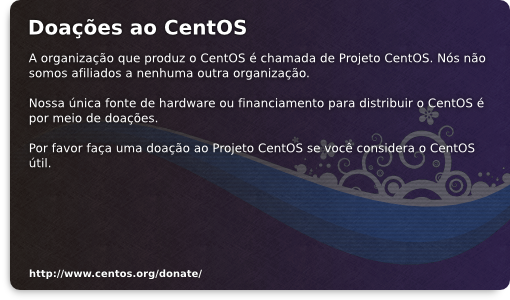 Doações ao CentOS
A organização que produz o CentOS é chamada de Projeto CentOS. Nós não
somos afiliados a nenhuma outra organização.
Nossa única fonte de hardware ou financiamento para distribuir o CentOS é
por meio de doações.
Por favor faça uma doação ao Projeto CentOS se você considera o CentOS
útil.
http://www.centos.org/donate/